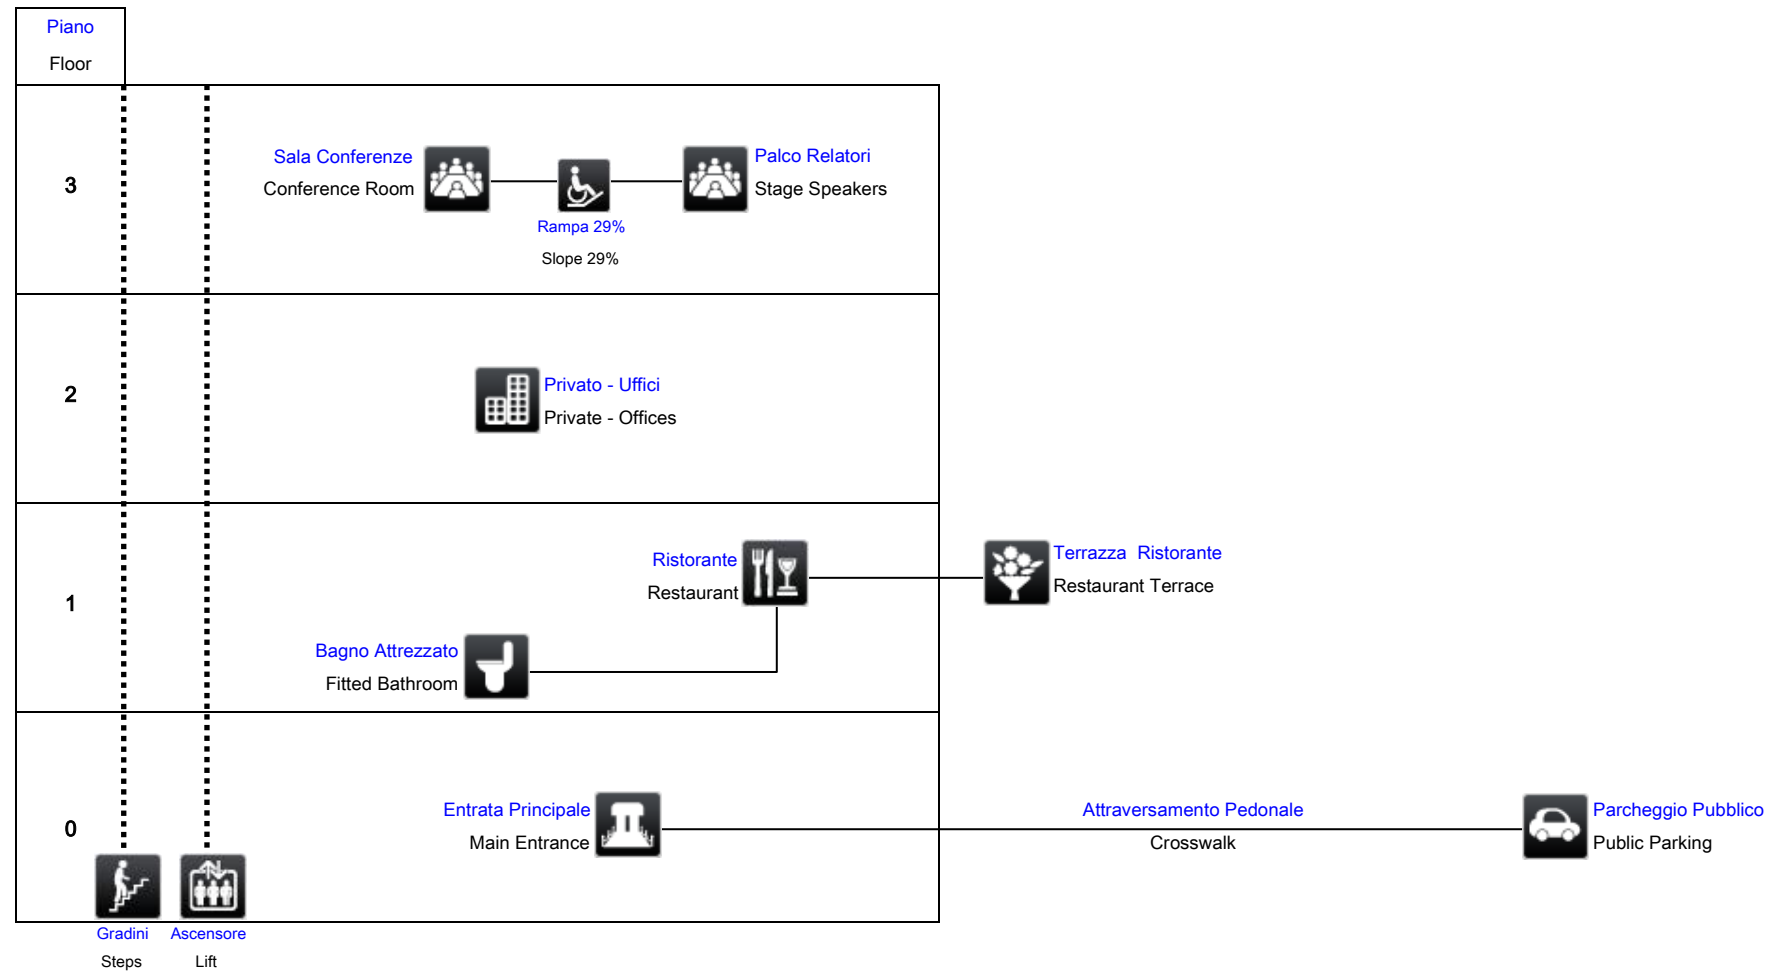 Piano
Floor
3
Sala Conferenze
Conference Room
Rampa 29%
Slope 29%
Palco Relatori
Stage Speakers
2
Privato - Uffici
Private - Offices
1
Ristorante
Restaurant
Terrazza  Ristorante
Restaurant Terrace
Bagno Attrezzato
Fitted Bathroom
0
Entrata Principale
Main Entrance
Attraversamento Pedonale
Crosswalk
Parcheggio Pubblico
Public Parking
Gradini
Steps
Ascensore
Lift